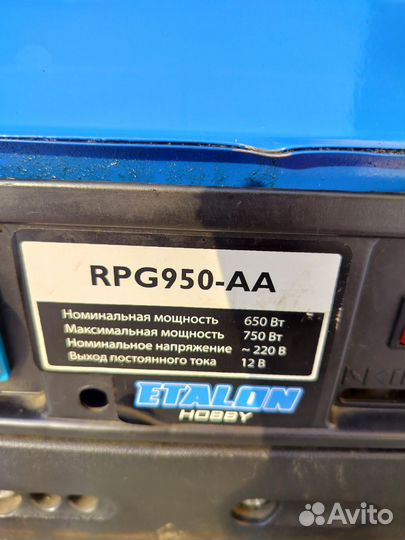 RPG950-AA
Номинальная мощность 650 Вт
Максимальная мощность 750 Вт
Номинальное напряжение ~ 220 В
Выход постоянного тока 12 В
ETALON
HOBBY
Avito